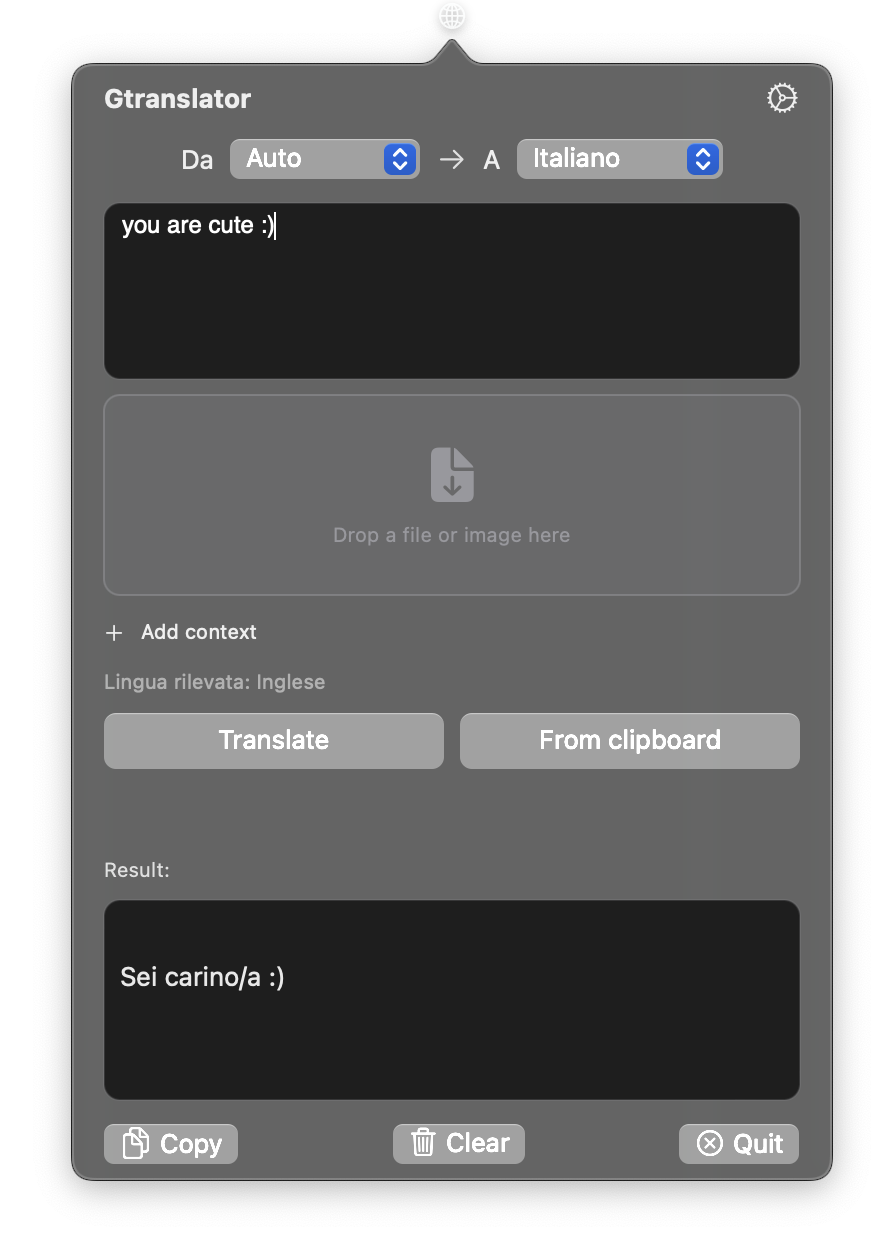 Gtranslator
Da Auto → A Italiano
you are cute :)
Drop a file or image here
+ Add context
Lingua rilevata: Inglese
Translate From clipboard
Result:
Sei carino/a :)
Copy Clear Quit